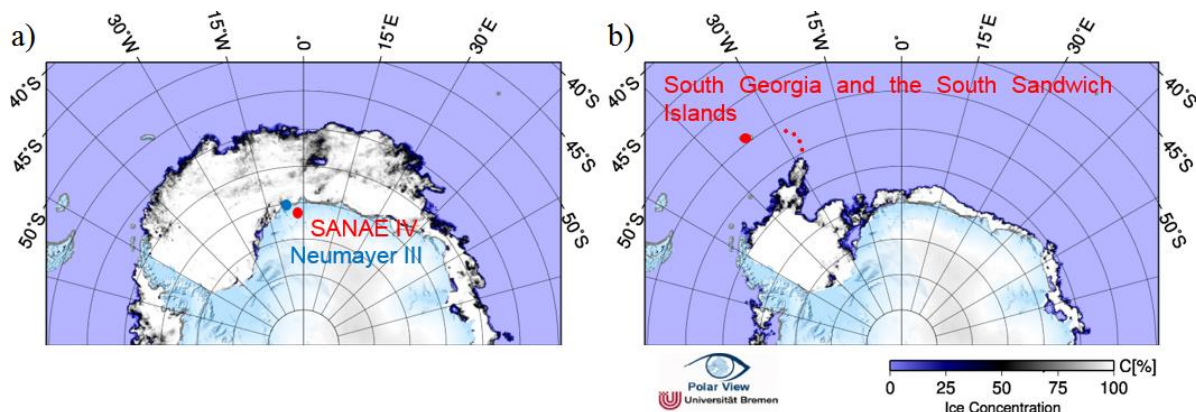 a)
30°W
15°W
0°
15°E
30°E
40°S
45°S
50°S
40°S
45°S
50°S
SANAE IV
Neumayer III
b)
30°W
15°W
0°
15°E
30°E
40°S
45°S
50°S
40°S
45°S
50°S
South Georgia and the South Sandwich
Islands
Polar View
Universität Bremen
C[%]
0 25 50 75 100
Ice Concentration